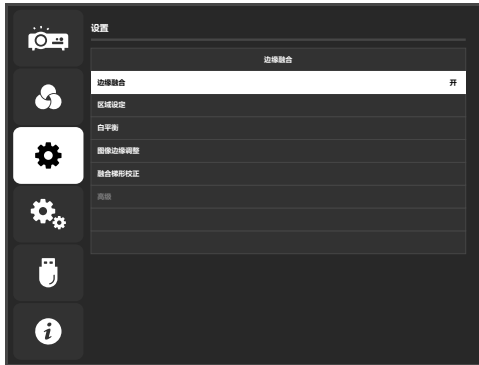 设置
边缘融合
边缘融合 开
区域设定
白平衡
图像边缘调整
融合梯形校正
高级